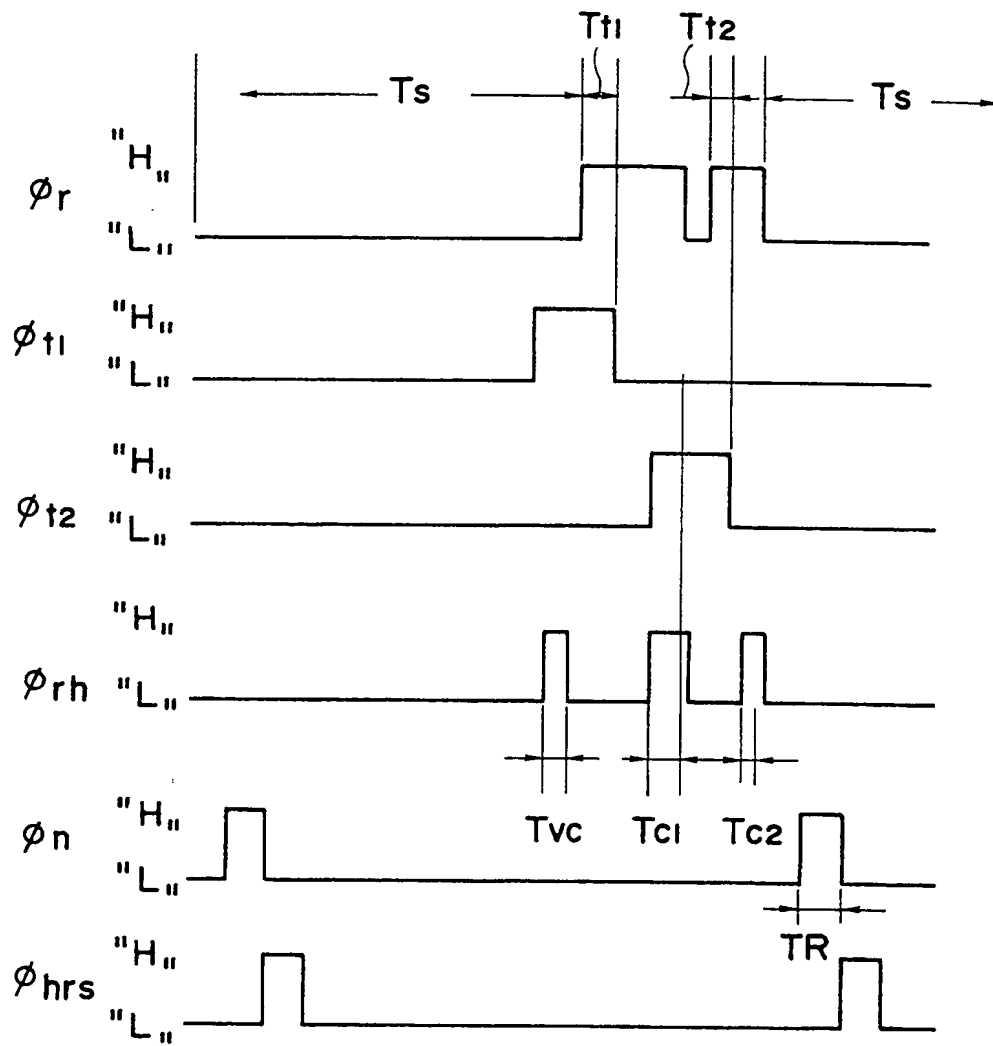 Tt1 Tt2
Ts Ts
"H"
φr
"L"
"H"
φt1
"L"
"H"
φt2
"L"
"H"
φrh
"L"
"H"
φn
Tvc Tc1 Tc2
"L"
TR
"H"
φhrs
"L"